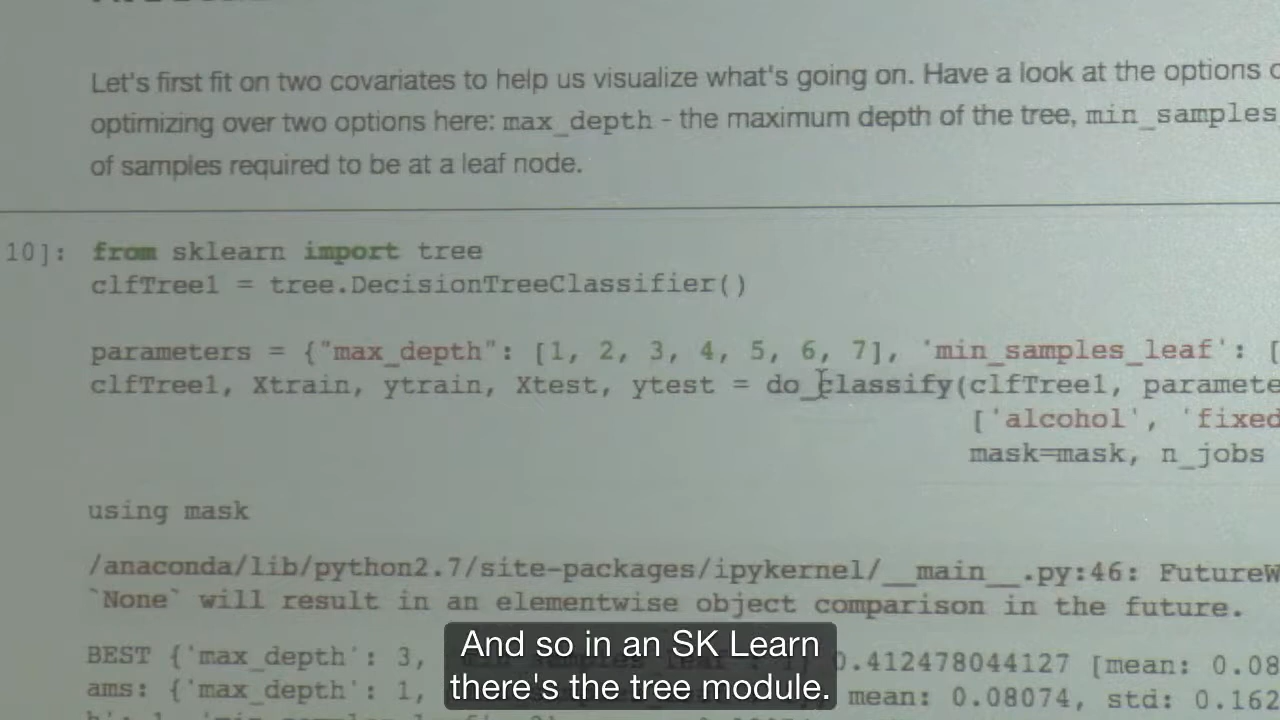 Let's first fit on two covariates to help us visualize what's going on. Have a look at the options
optimizing over two options here: max_depth - the maximum depth of the tree, min_samples
of samples required to be at a leaf node.
10]: from sklearn import tree
clfTree1 = tree.DecisionTreeClassifier()
parameters = {"max_depth": [1, 2, 3, 4, 5, 6, 7], 'min_samples_leaf': [
clfTree1, Xtrain, ytrain, Xtest, ytest = do_classify(clfTree1, paramete
['alcohol', 'fixed
mask=mask, n_jobs
using mask
/anaconda/lib/python2.7/site-packages/ipykernel/__main__.py:46: FutureW
`None` will result in an elementwise object comparison in the future.
BEST {'max_depth': 3, 0.412478044127 [mean: 0.08
ams: {'max_depth': 1, mean: 0.08074, std: 0.162
And so in an SK Learn
there's the tree module.